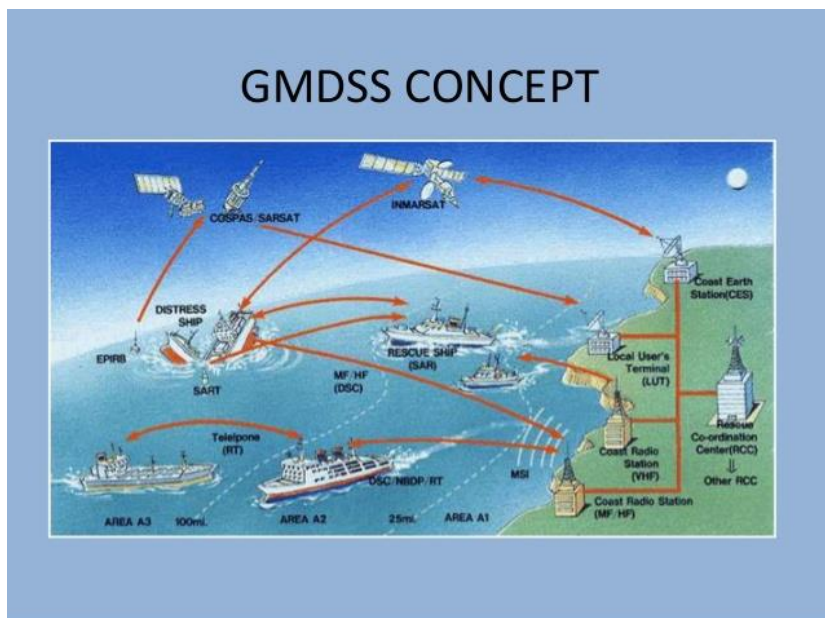 GMDSS CONCEPT
COSPAS/SARSAT
INMARSAT
Coast Earth
Station(CES)
DISTRESS
SHIP
EPIRB
SART
RESCUE SHIP
(SAR)
MF/HF
(DSC)
Local User's
Terminal
(LUT)
Rescue
Co-ordination
Center(RCC)
⇓
Other RCC
Coast Radio
Station
(VHF)
Telelpone
(RT)
DSC/NBDP/RT
MSI
Coast Radio Station
(MF/HF)
AREA A3
100mi.
AREA A2
25mi.
AREA A1